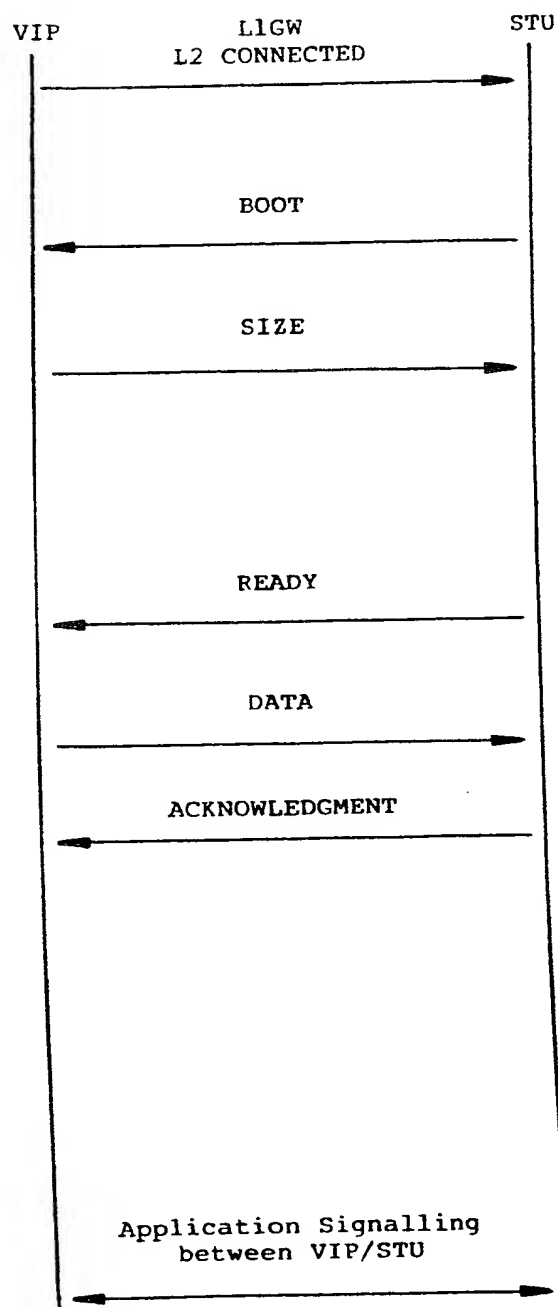 VIP L1GW STU
L2 CONNECTED
BOOT
SIZE
READY
DATA
ACKNOWLEDGMENT
Application Signalling
between VIP/STU